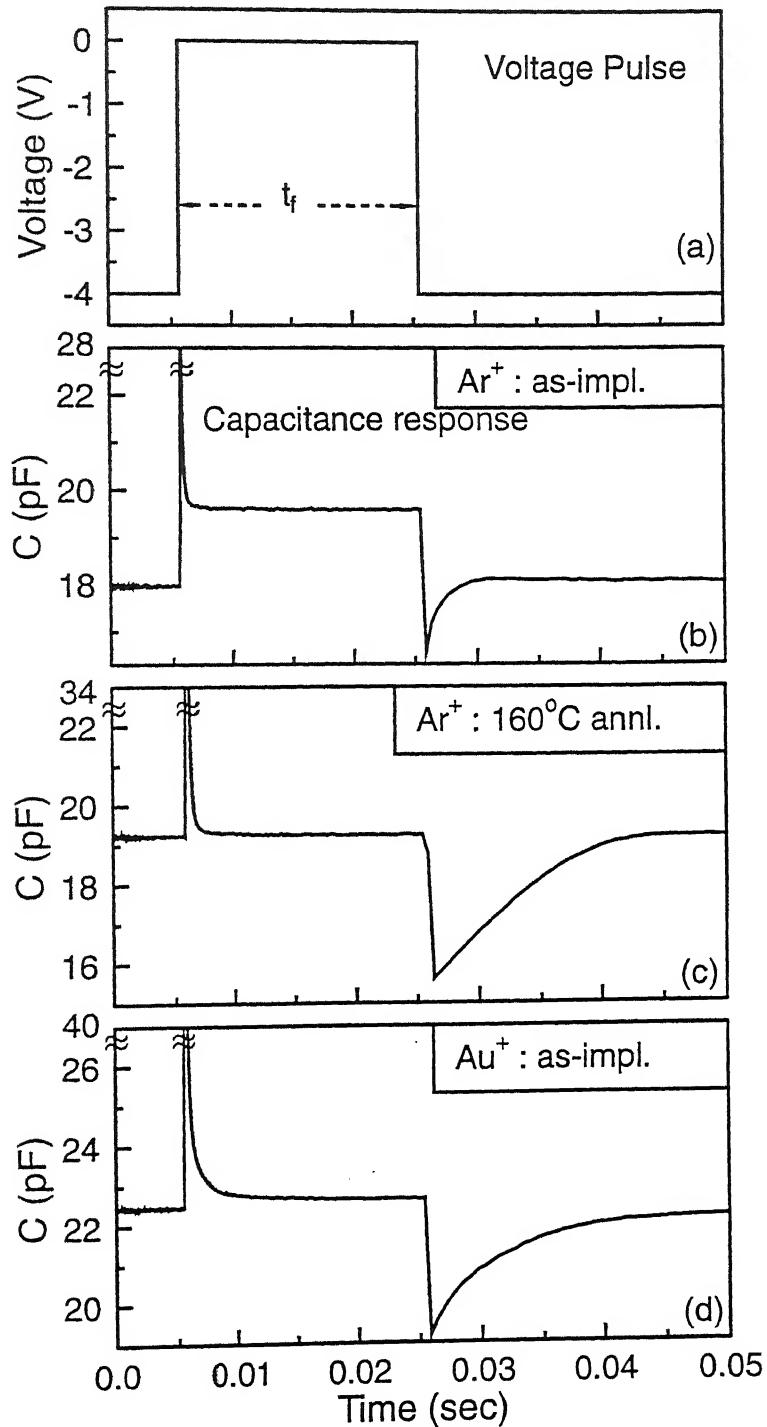 0
Voltage Pulse
-1
-2
-3
-4
Voltage (V)
t_f
(a)
28
22
20
18
C (pF)
Ar⁺ : as-impl.
Capacitance response
(b)
34
22
20
18
16
C (pF)
Ar⁺ : 160°C annl.
(c)
40
26
24
22
20
C (pF)
Au⁺ : as-impl.
(d)
0.0 0.01 0.02 0.03 0.04 0.05
Time (sec)